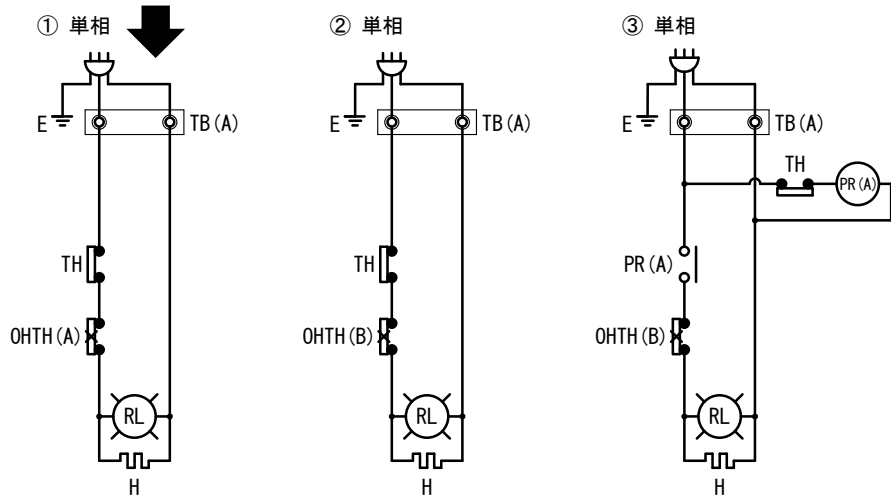 ① 単相
E
TB(A)
TH
OHTH(A)
RL
H
② 単相
E
TB(A)
TH
OHTH(B)
RL
H
③ 単相
E
TB(A)
TH
PR(A)
PR(A)
OHTH(B)
RL
H